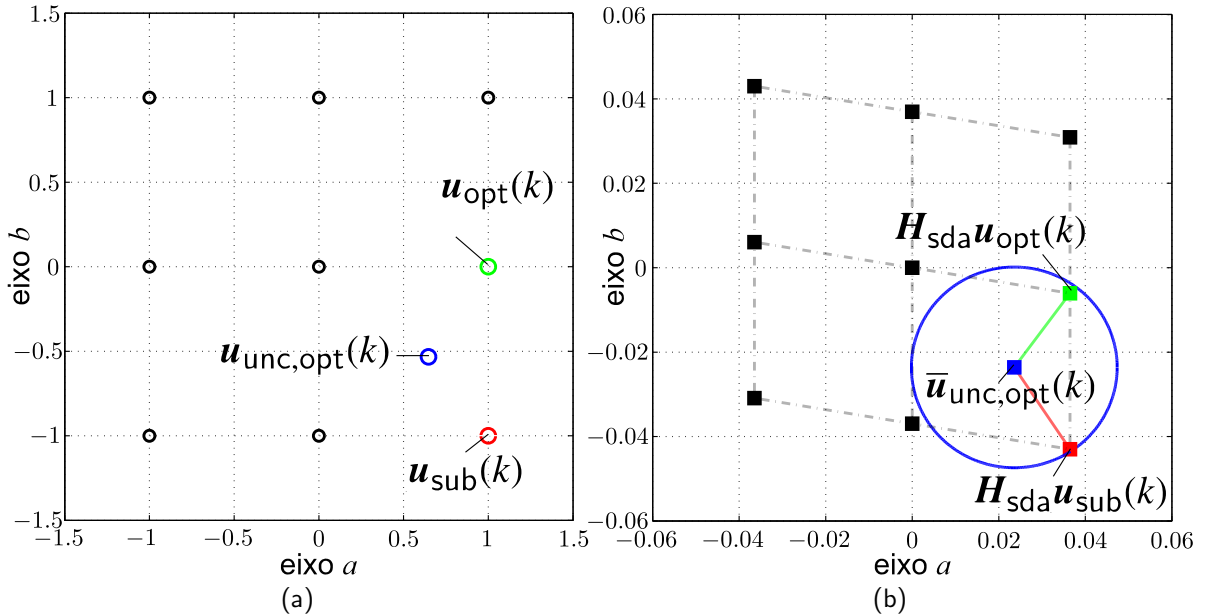 1.5
1
0.5
0
−0.5
−1
−1.5
−1.5
−1
−0.5
0
0.5
1
1.5
eixo b
eixo a
u_opt(k)
u_unc,opt(k)
u_sub(k)
(a)
0.06
0.04
0.02
0
−0.02
−0.04
−0.06
−0.06
−0.04
−0.02
0
0.02
0.04
0.06
eixo b
eixo a
H_sda u_opt(k)
ū_unc,opt(k)
H_sda u_sub(k)
(b)